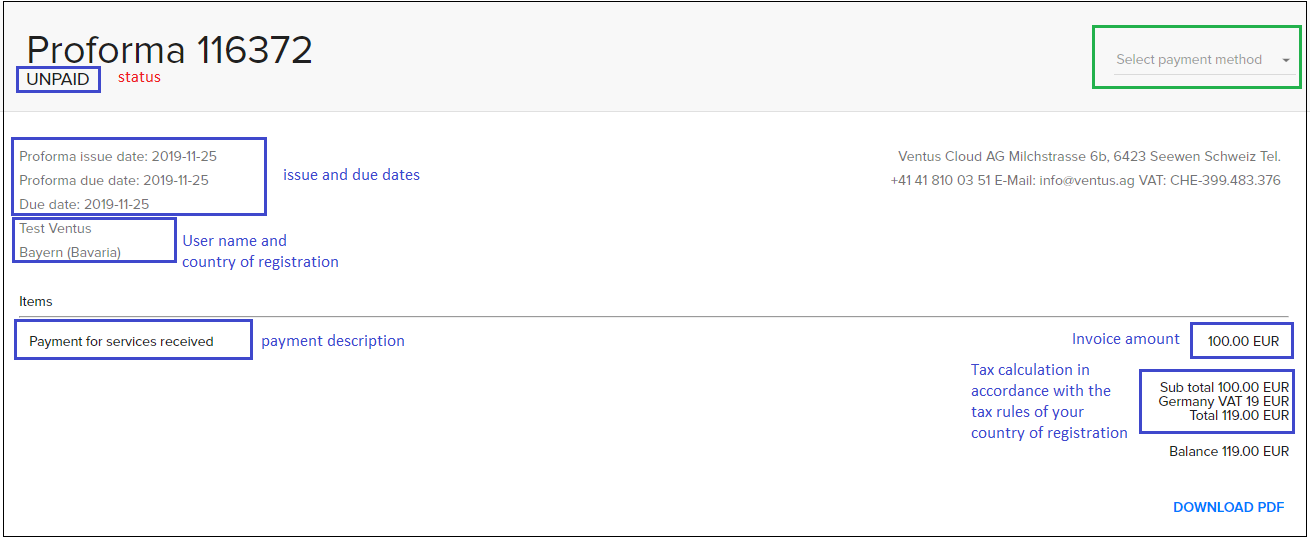 Proforma 116372
UNPAID
status
Select payment method
Proforma issue date: 2019-11-25
Proforma due date: 2019-11-25
Due date: 2019-11-25
issue and due dates
Ventus Cloud AG Milchstrasse 6b, 6423 Seewen Schweiz Tel.
+41 41 810 03 51 E-Mail: info@ventus.ag VAT: CHE-399.483.376
Test Ventus
Bayern (Bavaria)
User name and
country of registration
Items
Payment for services received
payment description
Invoice amount
100.00 EUR
Tax calculation in
accordance with the
tax rules of your
country of registration
Sub total 100.00 EUR
Germany VAT 19 EUR
Total 119.00 EUR
Balance 119.00 EUR
DOWNLOAD PDF